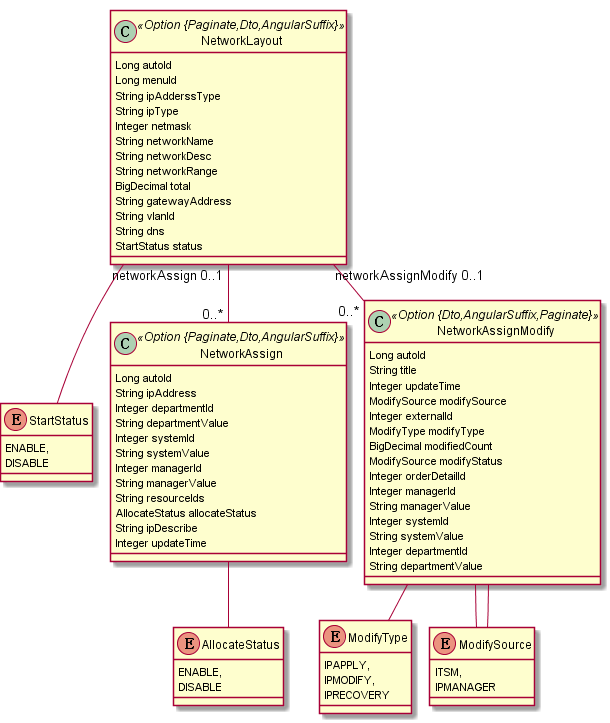 C «Option {Paginate,Dto,AngularSuffix}»
NetworkLayout
Long autoId
Long menuId
String ipAdderssType
String ipType
Integer netmask
String networkName
String networkDesc
String networkRange
BigDecimal total
String gatewayAddress
String vlanId
String dns
StartStatus status
networkAssign 0..1
networkAssignModify 0..1
0..*
0..*
C «Option {Paginate,Dto,AngularSuffix}»
NetworkAssign
Long autoId
String ipAddress
Integer departmentId
String departmentValue
Integer systemId
String systemValue
Integer managerId
String managerValue
String resourceIds
AllocateStatus allocateStatus
String ipDescribe
Integer updateTime
C «Option {Dto,AngularSuffix,Paginate}»
NetworkAssignModify
Long autoId
String title
Integer updateTime
ModifySource modifySource
Integer externalId
ModifyType modifyType
BigDecimal modifiedCount
ModifySource modifyStatus
Integer orderDetailId
Integer managerId
String managerValue
Integer systemId
String systemValue
Integer departmentId
String departmentValue
E StartStatus
ENABLE,
DISABLE
E AllocateStatus
ENABLE,
DISABLE
E ModifyType
IPAPPLY,
IPMODIFY,
IPRECOVERY
E ModifySource
ITSM,
IPMANAGER